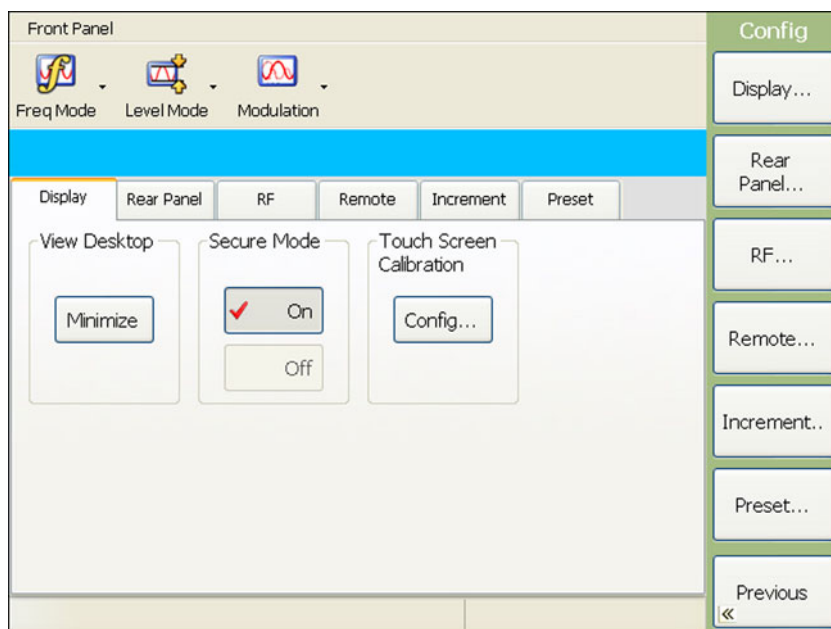 Front Panel
Freq Mode
Level Mode
Modulation
Display
Rear Panel
RF
Remote
Increment
Preset
View Desktop
Minimize
Secure Mode
On
Off
Touch Screen
Calibration
Config...
Config
Display...
Rear
Panel...
RF...
Remote...
Increment..
Preset...
Previous